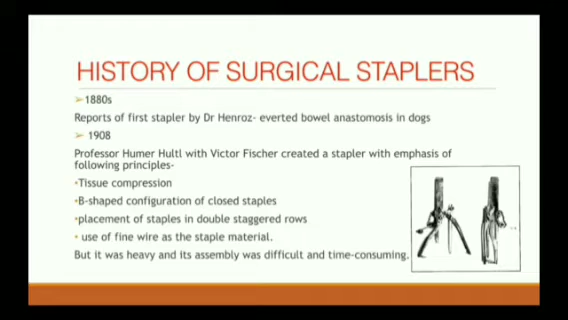 HISTORY OF SURGICAL STAPLERS
➢1880s
Reports of first stapler by Dr Henroz- everted bowel anastomosis in dogs
➢ 1908
Professor Humer Hultl with Victor Fischer created a stapler with emphasis of
following principles-
•Tissue compression
•B-shaped configuration of closed staples
•placement of staples in double staggered rows
• use of fine wire as the staple material.
But it was heavy and its assembly was difficult and time-consuming.